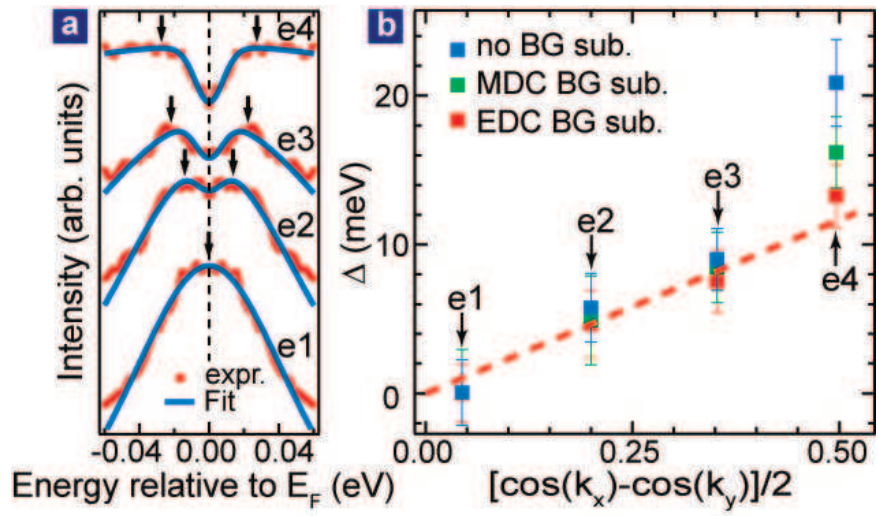 a
e4
e3
e2
e1
expr.
Fit
Intensity (arb. units)
-0.04 0.00 0.04
Energy relative to E_F (eV)
b
no BG sub.
MDC BG sub.
EDC BG sub.
e1
e2
e3
e4
Δ (meV)
20
10
0
0.00 0.25 0.50
[cos(k_x)-cos(k_y)]/2